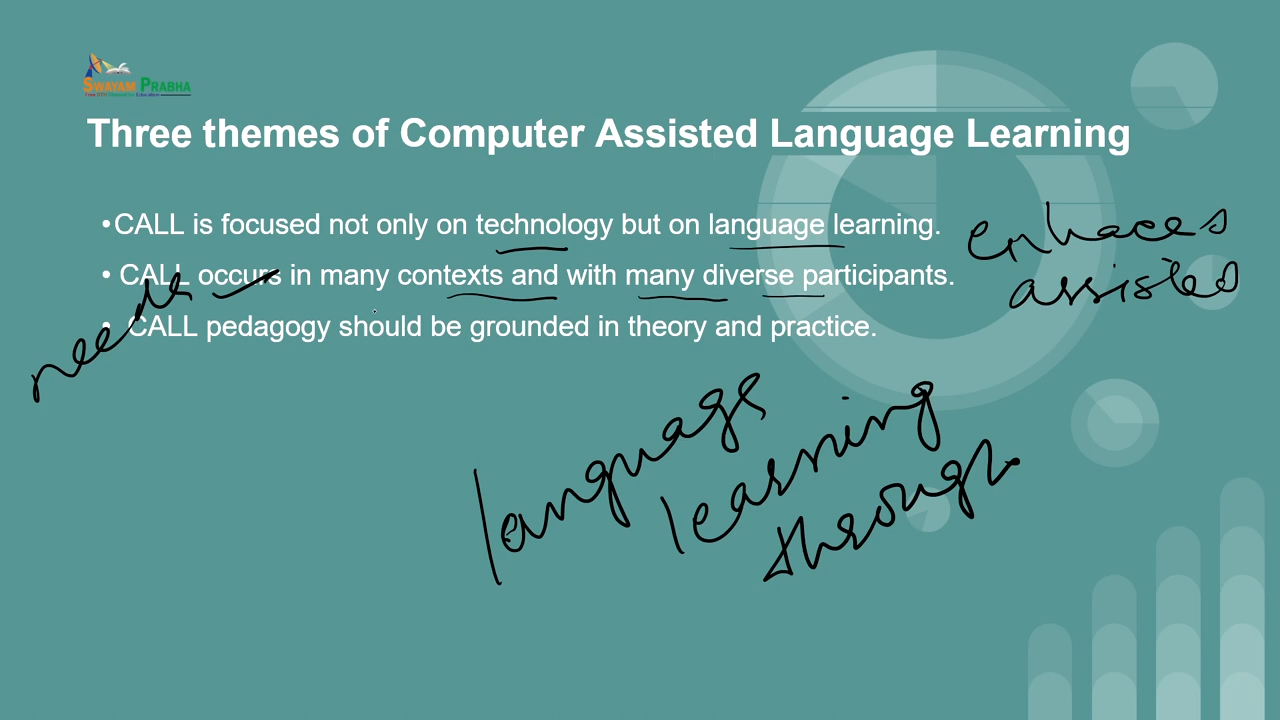 SWAYAM PRABHA
Three themes of Computer Assisted Language Learning
•CALL is focused not only on technology but on language learning.
• CALL occurs in many contexts and with many diverse participants.
• CALL pedagogy should be grounded in theory and practice.
enhaces
assisted
needs
language
learning
through